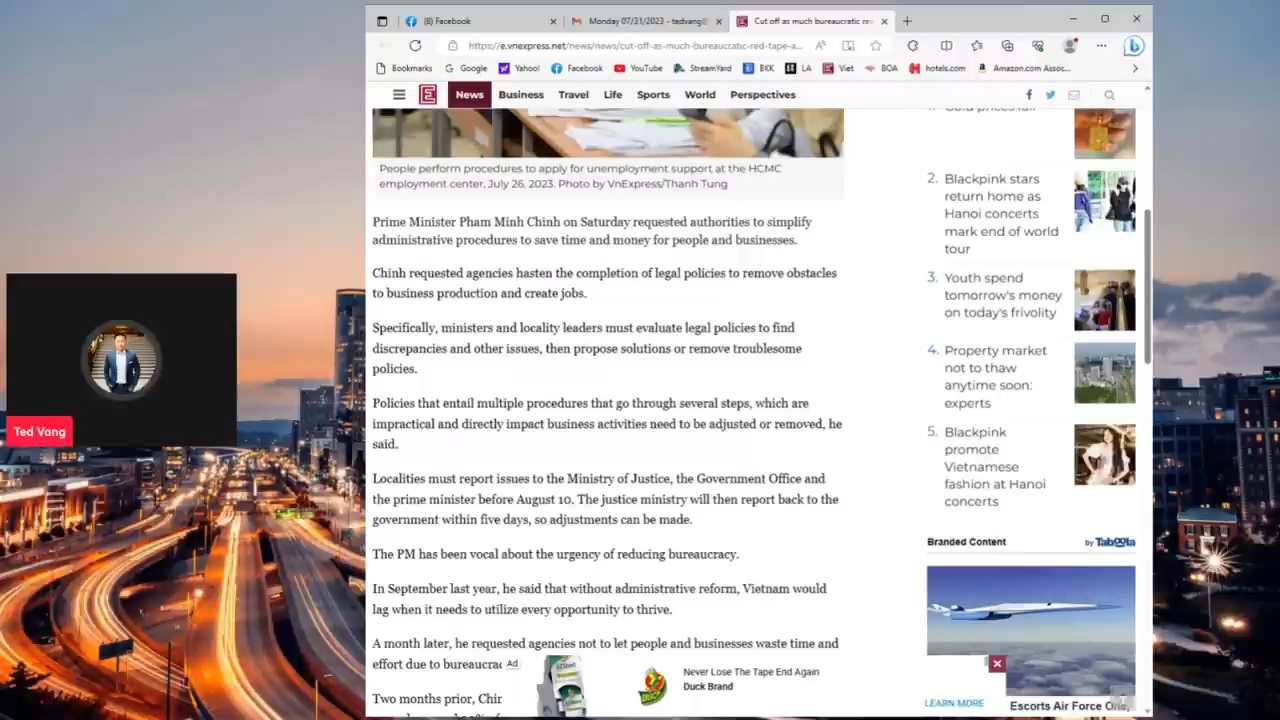 (8) Facebook
Monday 07/31/2023 - tedvang@
Cut off as much bureaucratic re
https://e.vnexpress.net/news/news/cut-off-as-much-bureaucratic-red-tape-a...
Bookmarks
Google
Yahoo!
Facebook
YouTube
StreamYard
BKK
LA
Viet
BOA
hotels.com
Amazon.com Assoc...
News
Business
Travel
Life
Sports
World
Perspectives
People perform procedures to apply for unemployment support at the HCMC
employment center, July 26, 2023. Photo by VnExpress/Thanh Tung
Prime Minister Pham Minh Chinh on Saturday requested authorities to simplify
administrative procedures to save time and money for people and businesses.
Chinh requested agencies hasten the completion of legal policies to remove obstacles
to business production and create jobs.
Specifically, ministers and locality leaders must evaluate legal policies to find
discrepancies and other issues, then propose solutions or remove troublesome
policies.
Policies that entail multiple procedures that go through several steps, which are
impractical and directly impact business activities need to be adjusted or removed, he
said.
Localities must report issues to the Ministry of Justice, the Government Office and
the prime minister before August 10. The justice ministry will then report back to the
government within five days, so adjustments can be made.
The PM has been vocal about the urgency of reducing bureaucracy.
In September last year, he said that without administrative reform, Vietnam would
lag when it needs to utilize every opportunity to thrive.
A month later, he requested agencies not to let people and businesses waste time and
effort due to bureaucrac
Two months prior, Chin
2. Blackpink stars
return home as
Hanoi concerts
mark end of world
tour
3. Youth spend
tomorrow's money
on today's frivolity
4. Property market
not to thaw
anytime soon:
experts
5. Blackpink
promote
Vietnamese
fashion at Hanoi
concerts
Branded Content
by Taboola
LEARN MORE
Escorts Air Force One,
Ad
Never Lose The Tape End Again
Duck Brand
Ted Vang